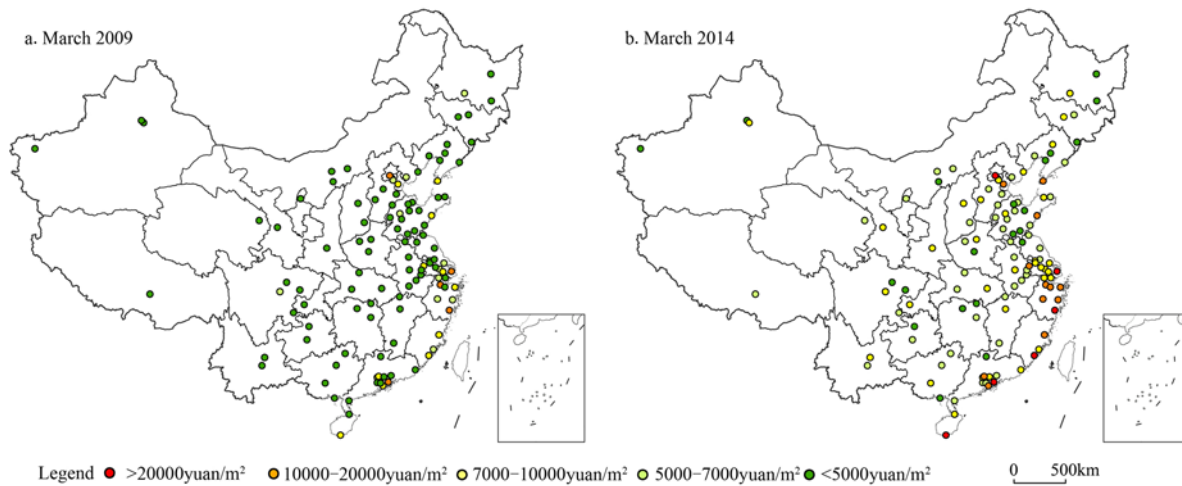 a. March 2009
b. March 2014
Legend >20000yuan/m² 10000−20000yuan/m² 7000−10000yuan/m² 5000−7000yuan/m² <5000yuan/m²
0 500km